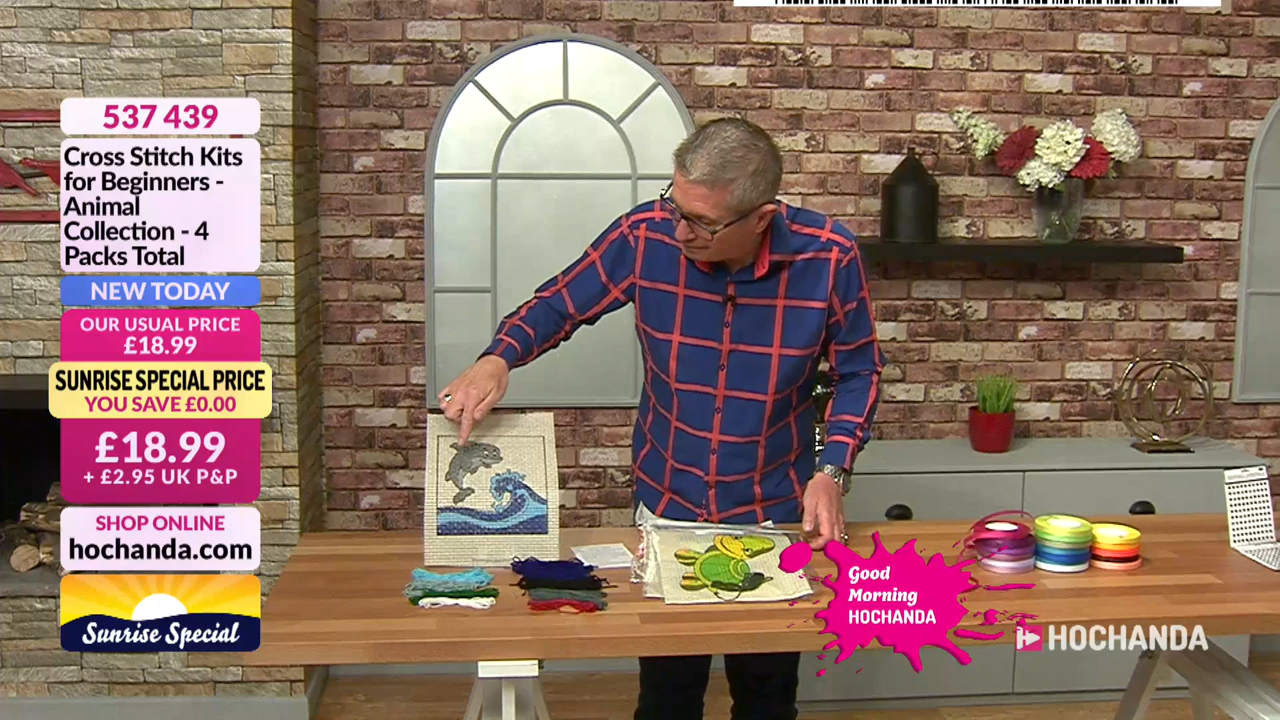 537 439
Cross Stitch Kits
for Beginners -
Animal
Collection - 4
Packs Total
NEW TODAY
OUR USUAL PRICE
£18.99
SUNRISE SPECIAL PRICE
YOU SAVE £0.00
£18.99
+ £2.95 UK P&P
SHOP ONLINE
hochanda.com
Sunrise Special
Good
Morning
HOCHANDA
HOCHANDA